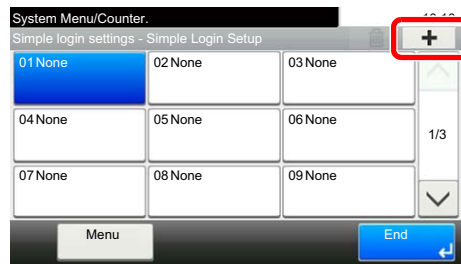 System Menu/Counter.
Simple login settings - Simple Login Setup
01 None
02 None
03 None
04 None
05 None
06 None
1/3
07 None
08 None
09 None
Menu
End